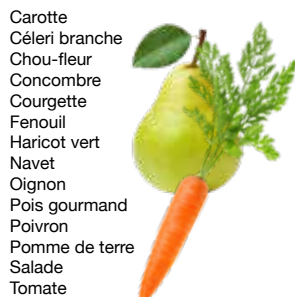 Carotte
Céleri branche
Chou-fleur
Concombre
Courgette
Fenouil
Haricot vert
Navet
Oignon
Pois gourmand
Poivron
Pomme de terre
Salade
Tomate